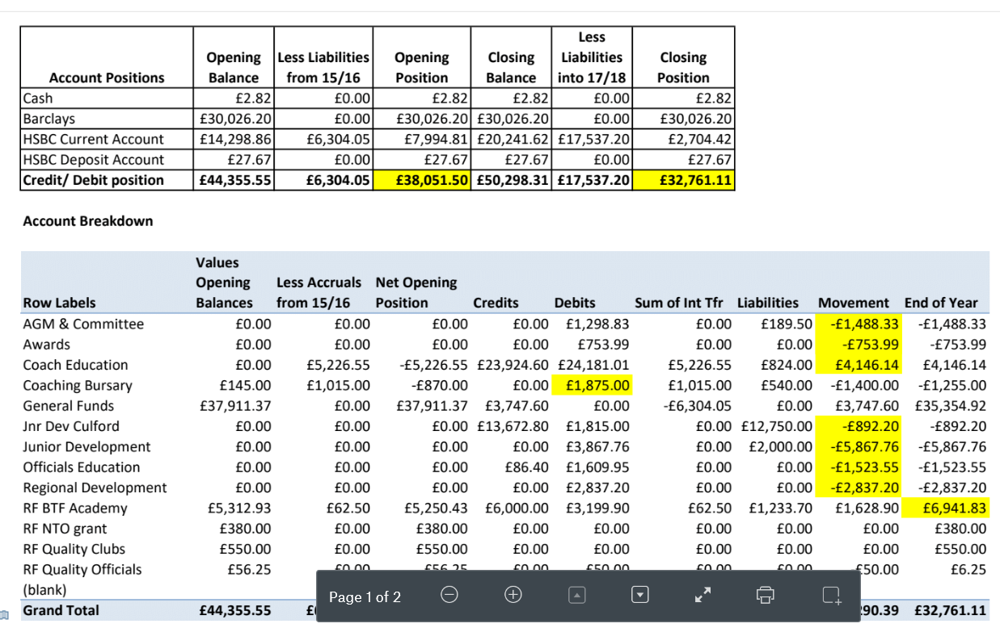 Less
Opening Less Liabilities Opening Closing Liabilities Closing
Account Positions Balance from 15/16 Position Balance into 17/18 Position
Cash £2.82 £0.00 £2.82 £2.82 £0.00 £2.82
Barclays £30,026.20 £0.00 £30,026.20 £30,026.20 £0.00 £30,026.20
HSBC Current Account £14,298.86 £6,304.05 £7,994.81 £20,241.62 £17,537.20 £2,704.42
HSBC Deposit Account £27.67 £0.00 £27.67 £27.67 £0.00 £27.67
Credit/ Debit position £44,355.55 £6,304.05 £38,051.50 £50,298.31 £17,537.20 £32,761.11
Account Breakdown
Values
Opening Less Accruals Net Opening
Row Labels Balances from 15/16 Position Credits Debits Sum of Int Tfr Liabilities Movement End of Year
AGM & Committee £0.00 £0.00 £0.00 £0.00 £1,298.83 £0.00 £189.50 -£1,488.33 -£1,488.33
Awards £0.00 £0.00 £0.00 £0.00 £753.99 £0.00 £0.00 -£753.99 -£753.99
Coach Education £0.00 £5,226.55 -£5,226.55 £23,924.60 £24,181.01 £5,226.55 £824.00 £4,146.14 £4,146.14
Coaching Bursary £145.00 £1,015.00 -£870.00 £0.00 £1,875.00 £1,015.00 £540.00 -£1,400.00 -£1,255.00
General Funds £37,911.37 £0.00 £37,911.37 £3,747.60 £0.00 -£6,304.05 £0.00 £3,747.60 £35,354.92
Jnr Dev Culford £0.00 £0.00 £0.00 £13,672.80 £1,815.00 £0.00 £12,750.00 -£892.20 -£892.20
Junior Development £0.00 £0.00 £0.00 £0.00 £3,867.76 £0.00 £2,000.00 -£5,867.76 -£5,867.76
Officials Education £0.00 £0.00 £0.00 £86.40 £1,609.95 £0.00 £0.00 -£1,523.55 -£1,523.55
Regional Development £0.00 £0.00 £0.00 £0.00 £2,837.20 £0.00 £0.00 -£2,837.20 -£2,837.20
RF BTF Academy £5,312.93 £62.50 £5,250.43 £6,000.00 £3,199.90 £62.50 £1,233.70 £1,628.90 £6,941.83
RF NTO grant £380.00 £0.00 £380.00 £0.00 £0.00 £0.00 £0.00 £0.00 £380.00
RF Quality Clubs £550.00 £0.00 £550.00 £0.00 £0.00 £0.00 £0.00 £0.00 £550.00
RF Quality Officials £56.25 £0.00 £56.25 £0.00 £50.00 £0.00 £0.00 £50.00 £6.25
(blank)
Page 1 of 2
Grand Total £44,355.55 90.39 £32,761.11